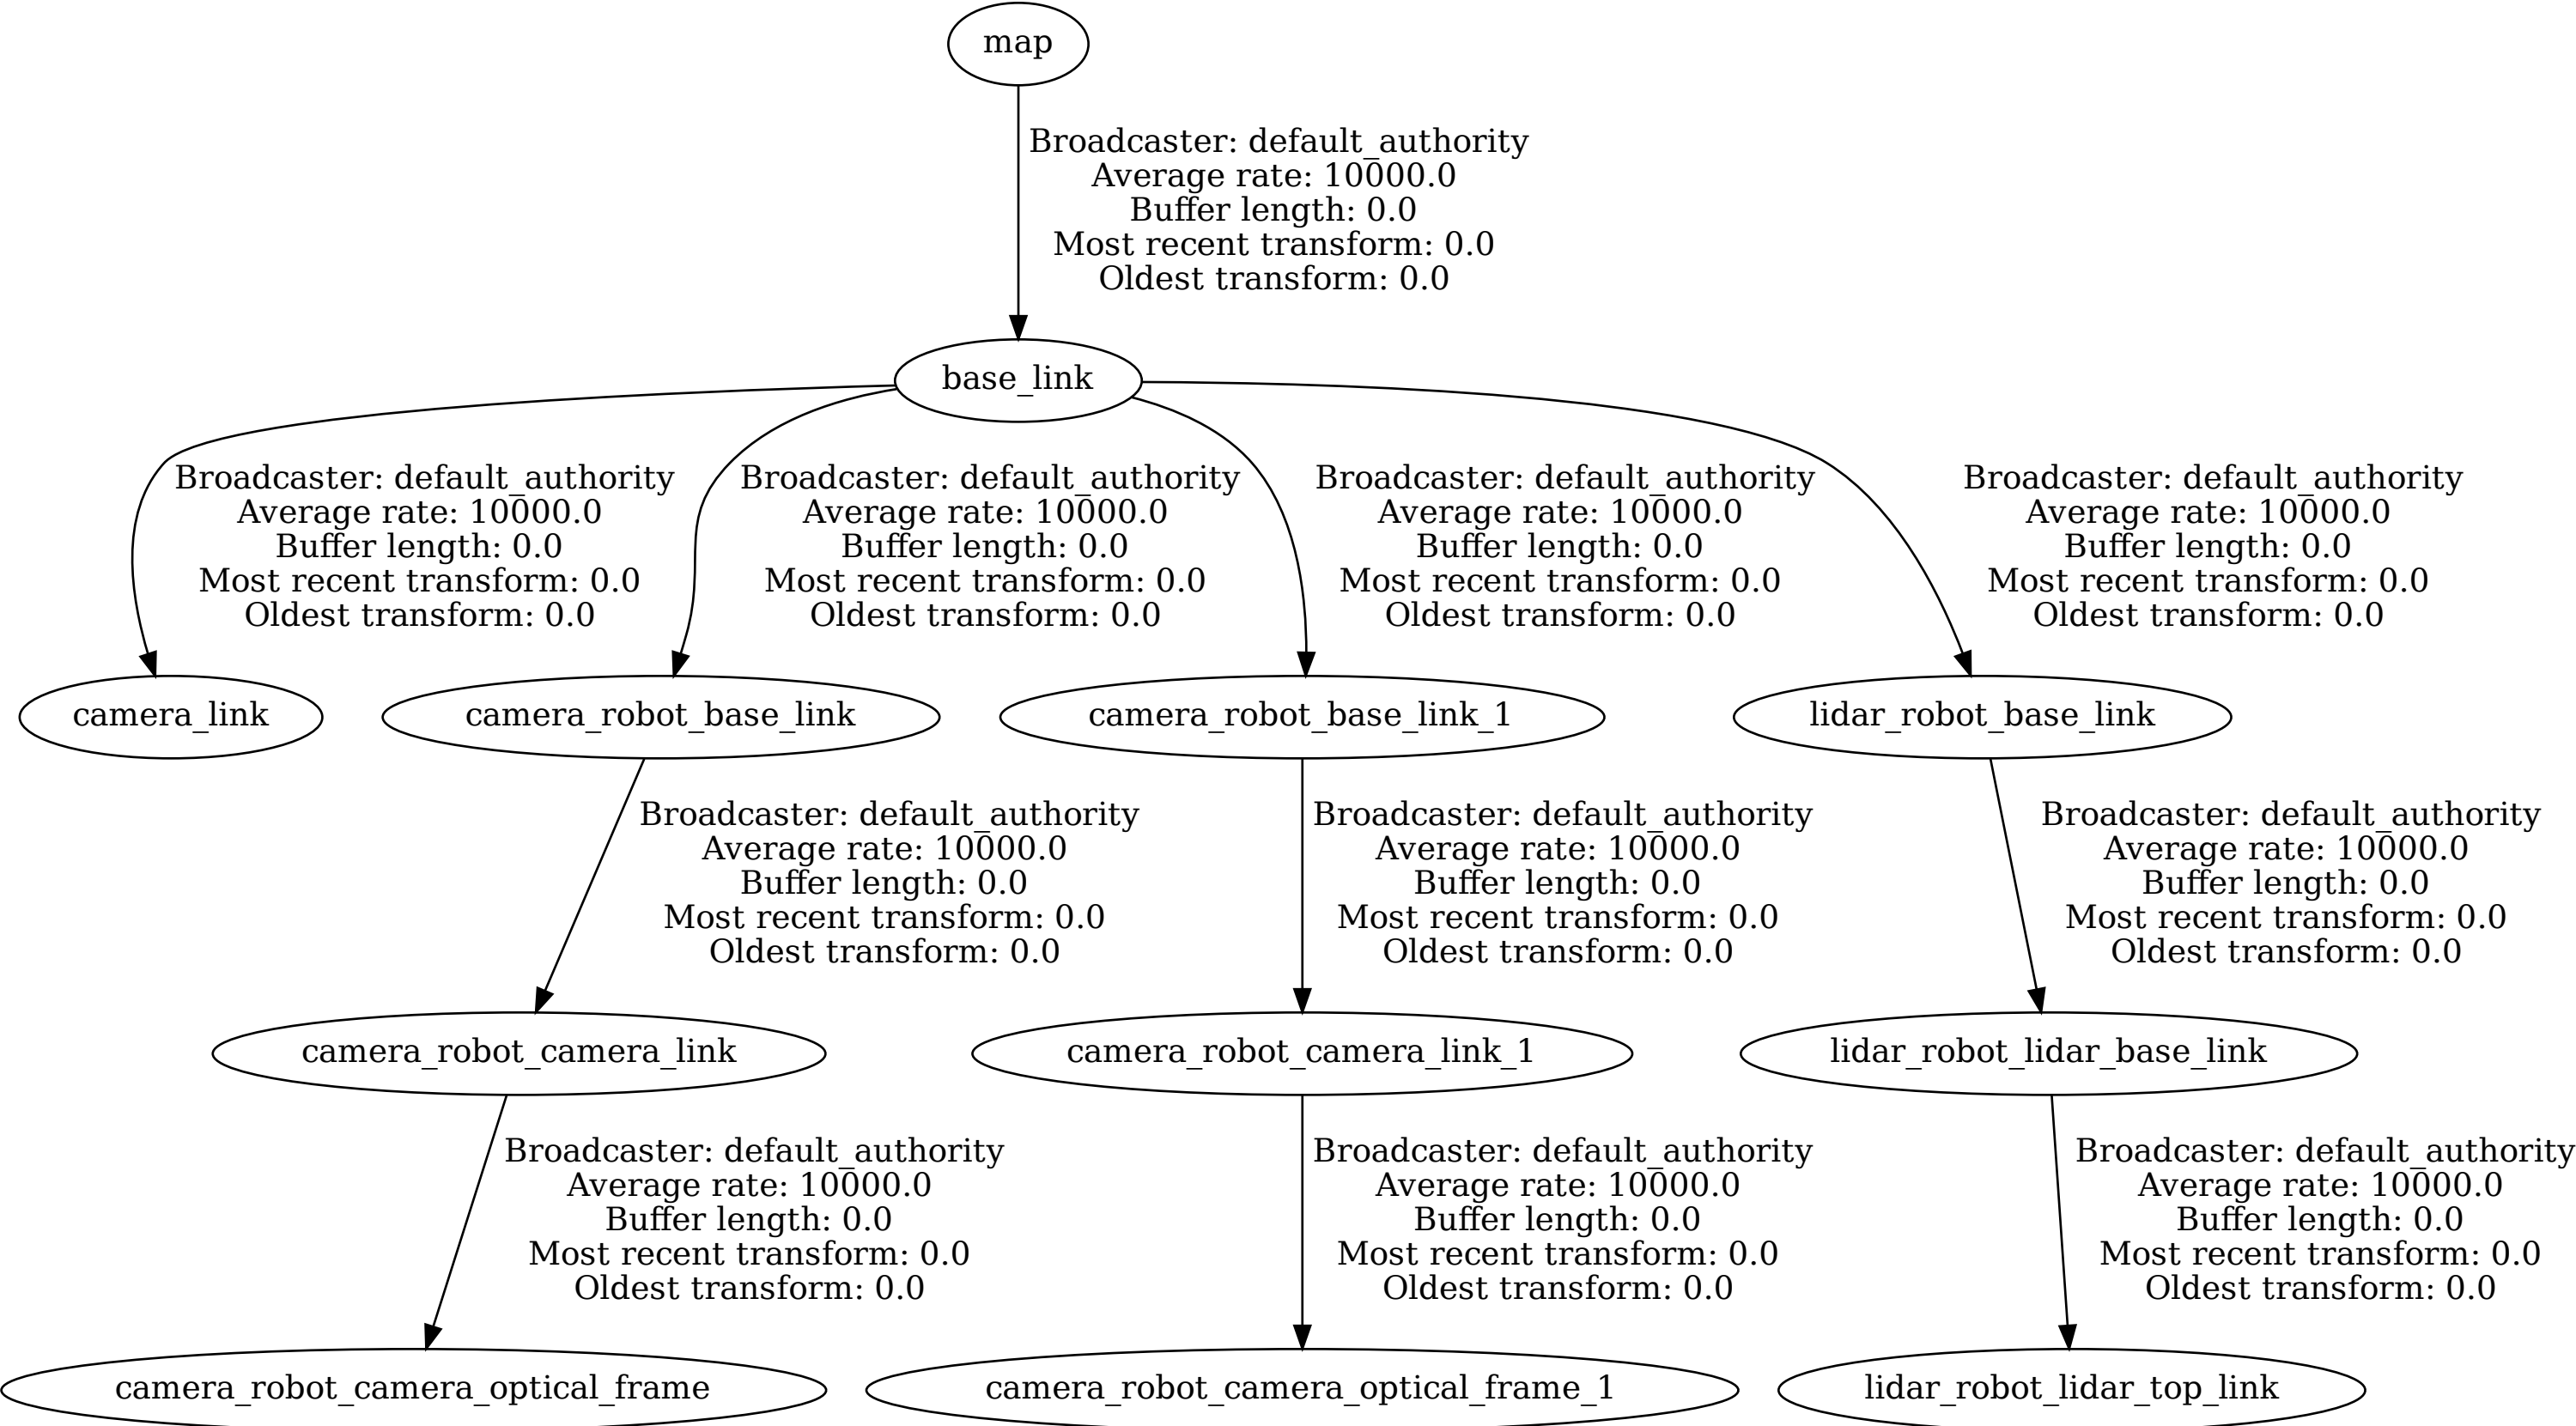 map
Broadcaster: default_authority
Average rate: 10000.0
Buffer length: 0.0
Most recent transform: 0.0
Oldest transform: 0.0
base_link
Broadcaster: default_authority
Average rate: 10000.0
Buffer length: 0.0
Most recent transform: 0.0
Oldest transform: 0.0
Broadcaster: default_authority
Average rate: 10000.0
Buffer length: 0.0
Most recent transform: 0.0
Oldest transform: 0.0
Broadcaster: default_authority
Average rate: 10000.0
Buffer length: 0.0
Most recent transform: 0.0
Oldest transform: 0.0
Broadcaster: default_authority
Average rate: 10000.0
Buffer length: 0.0
Most recent transform: 0.0
Oldest transform: 0.0
camera_link
camera_robot_base_link
camera_robot_base_link_1
lidar_robot_base_link
Broadcaster: default_authority
Average rate: 10000.0
Buffer length: 0.0
Most recent transform: 0.0
Oldest transform: 0.0
Broadcaster: default_authority
Average rate: 10000.0
Buffer length: 0.0
Most recent transform: 0.0
Oldest transform: 0.0
Broadcaster: default_authority
Average rate: 10000.0
Buffer length: 0.0
Most recent transform: 0.0
Oldest transform: 0.0
camera_robot_camera_link
camera_robot_camera_link_1
lidar_robot_lidar_base_link
Broadcaster: default_authority
Average rate: 10000.0
Buffer length: 0.0
Most recent transform: 0.0
Oldest transform: 0.0
Broadcaster: default_authority
Average rate: 10000.0
Buffer length: 0.0
Most recent transform: 0.0
Oldest transform: 0.0
Broadcaster: default_authority
Average rate: 10000.0
Buffer length: 0.0
Most recent transform: 0.0
Oldest transform: 0.0
camera_robot_camera_optical_frame
camera_robot_camera_optical_frame_1
lidar_robot_lidar_top_link